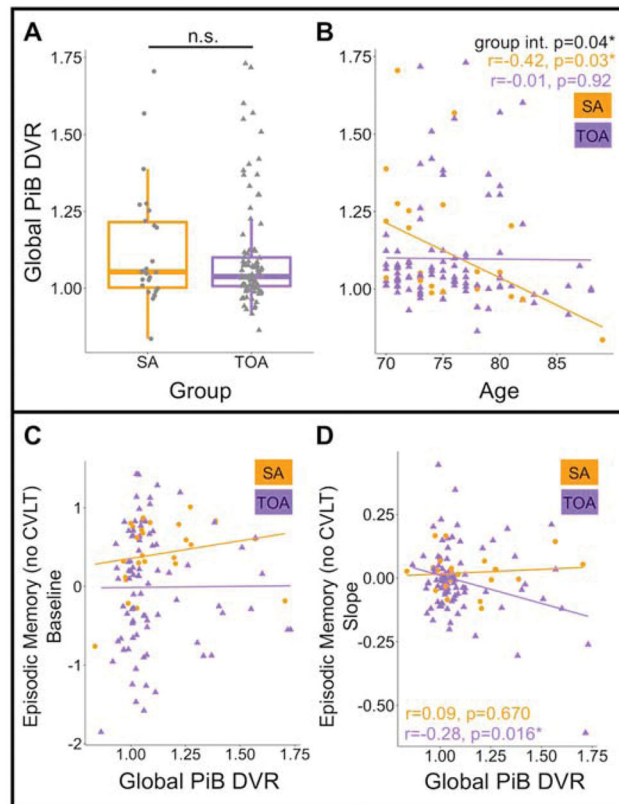 A
n.s.
1.75
1.50
1.25
1.00
Global PiB DVR
SA
TOA
Group
B
group int. p=0.04*
r=-0.42, p=0.03*
r=-0.01, p=0.92
SA
TOA
1.75
1.50
1.25
1.00
70
75
80
85
Age
C
SA
TOA
1
0
-1
-2
Episodic Memory (no CVLT)
Baseline
1.00
1.25
1.50
1.75
Global PiB DVR
D
SA
TOA
0.25
0.00
-0.25
-0.50
Episodic Memory (no CVLT)
Slope
r=0.09, p=0.670
r=-0.28, p=0.016*
1.00
1.25
1.50
1.75
Global PiB DVR